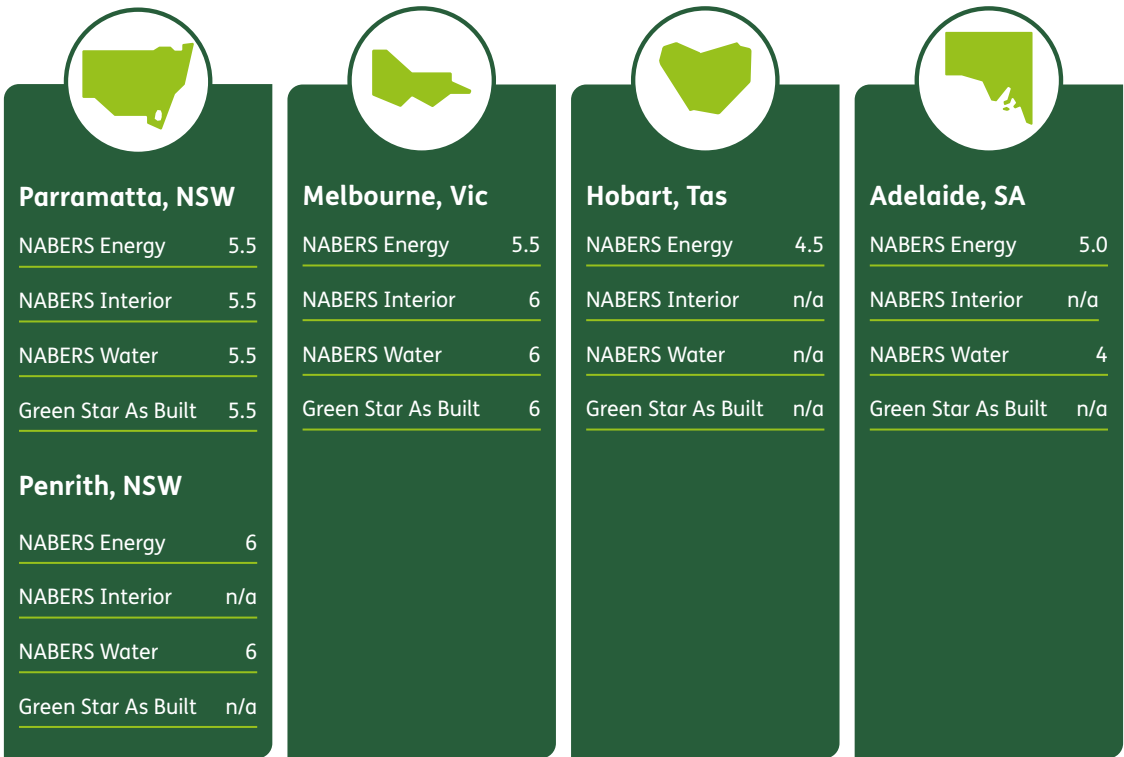 Parramatta, NSW
NABERS Energy 5.5
NABERS Interior 5.5
NABERS Water 5.5
Green Star As Built 5.5
Penrith, NSW
NABERS Energy 6
NABERS Interior n/a
NABERS Water 6
Green Star As Built n/a
Melbourne, Vic
NABERS Energy 5.5
NABERS Interior 6
NABERS Water 6
Green Star As Built 6
Hobart, Tas
NABERS Energy 4.5
NABERS Interior n/a
NABERS Water n/a
Green Star As Built n/a
Adelaide, SA
NABERS Energy 5.0
NABERS Interior n/a
NABERS Water 4
Green Star As Built n/a